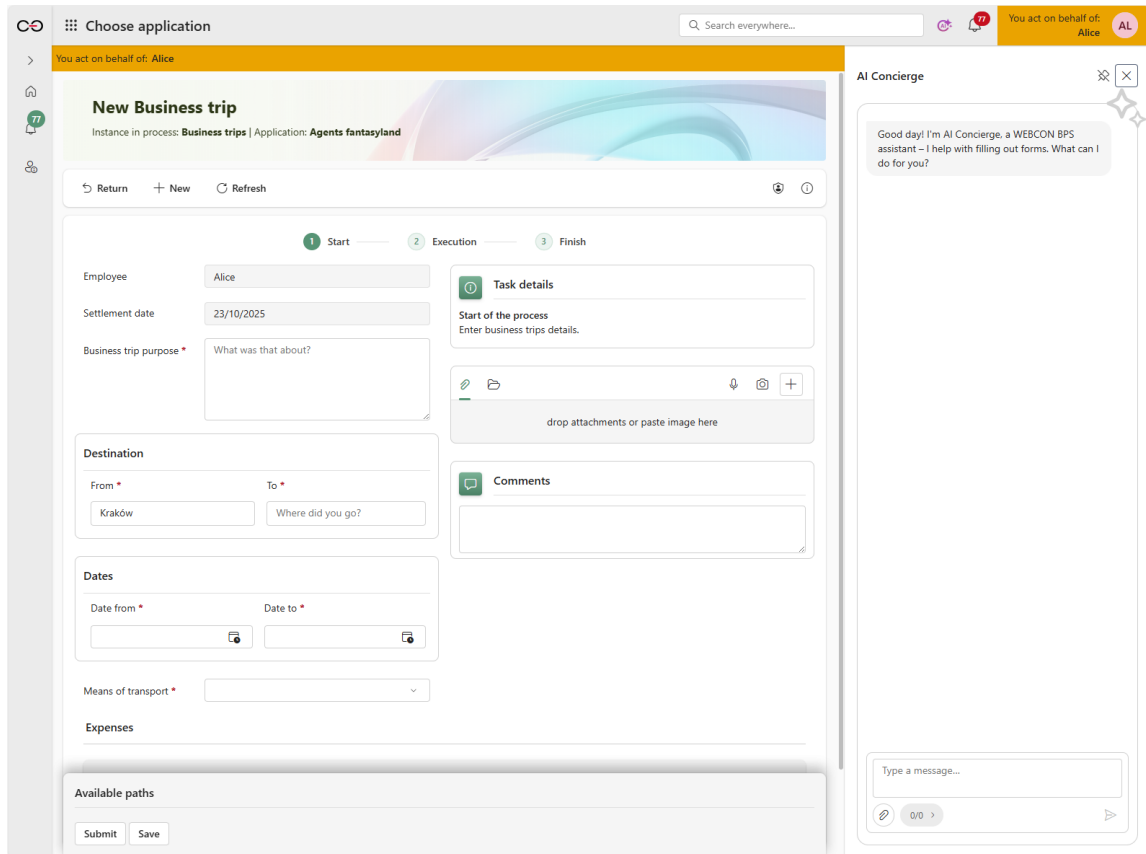 Choose application
Search everywhere...
AI
77
You act on behalf of:
Alice
AL
You act on behalf of: Alice
77
New Business trip
Instance in process: Business trips | Application: Agents fantasyland
Return
New
Refresh
1 Start
2 Execution
3 Finish
Employee
Alice
Settlement date
23/10/2025
Business trip purpose *
What was that about?
Destination
From *
To *
Kraków
Where did you go?
Dates
Date from *
Date to *
Means of transport *
Expenses
Task details
Start of the process
Enter business trips details.
drop attachments or paste image here
Comments
Available paths
Submit
Save
AI Concierge
Good day! I'm AI Concierge, a WEBCON BPS
assistant – I help with filling out forms. What can I
do for you?
Type a message...
0/0